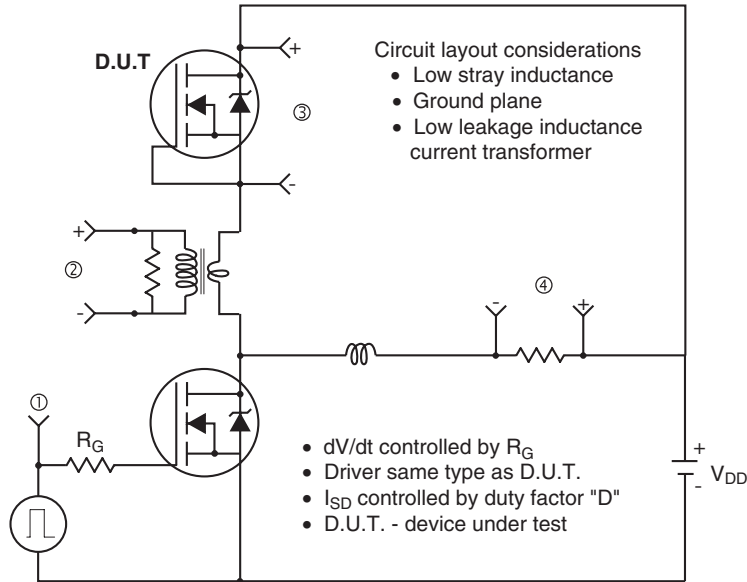 D.U.T
+
③
-
Circuit layout considerations
• Low stray inductance
• Ground plane
• Low leakage inductance
current transformer
+
②
-
④
- +
①
R_G
• dV/dt controlled by R_G
• Driver same type as D.U.T.
• I_SD controlled by duty factor "D"
• D.U.T. - device under test
+
V_DD
-